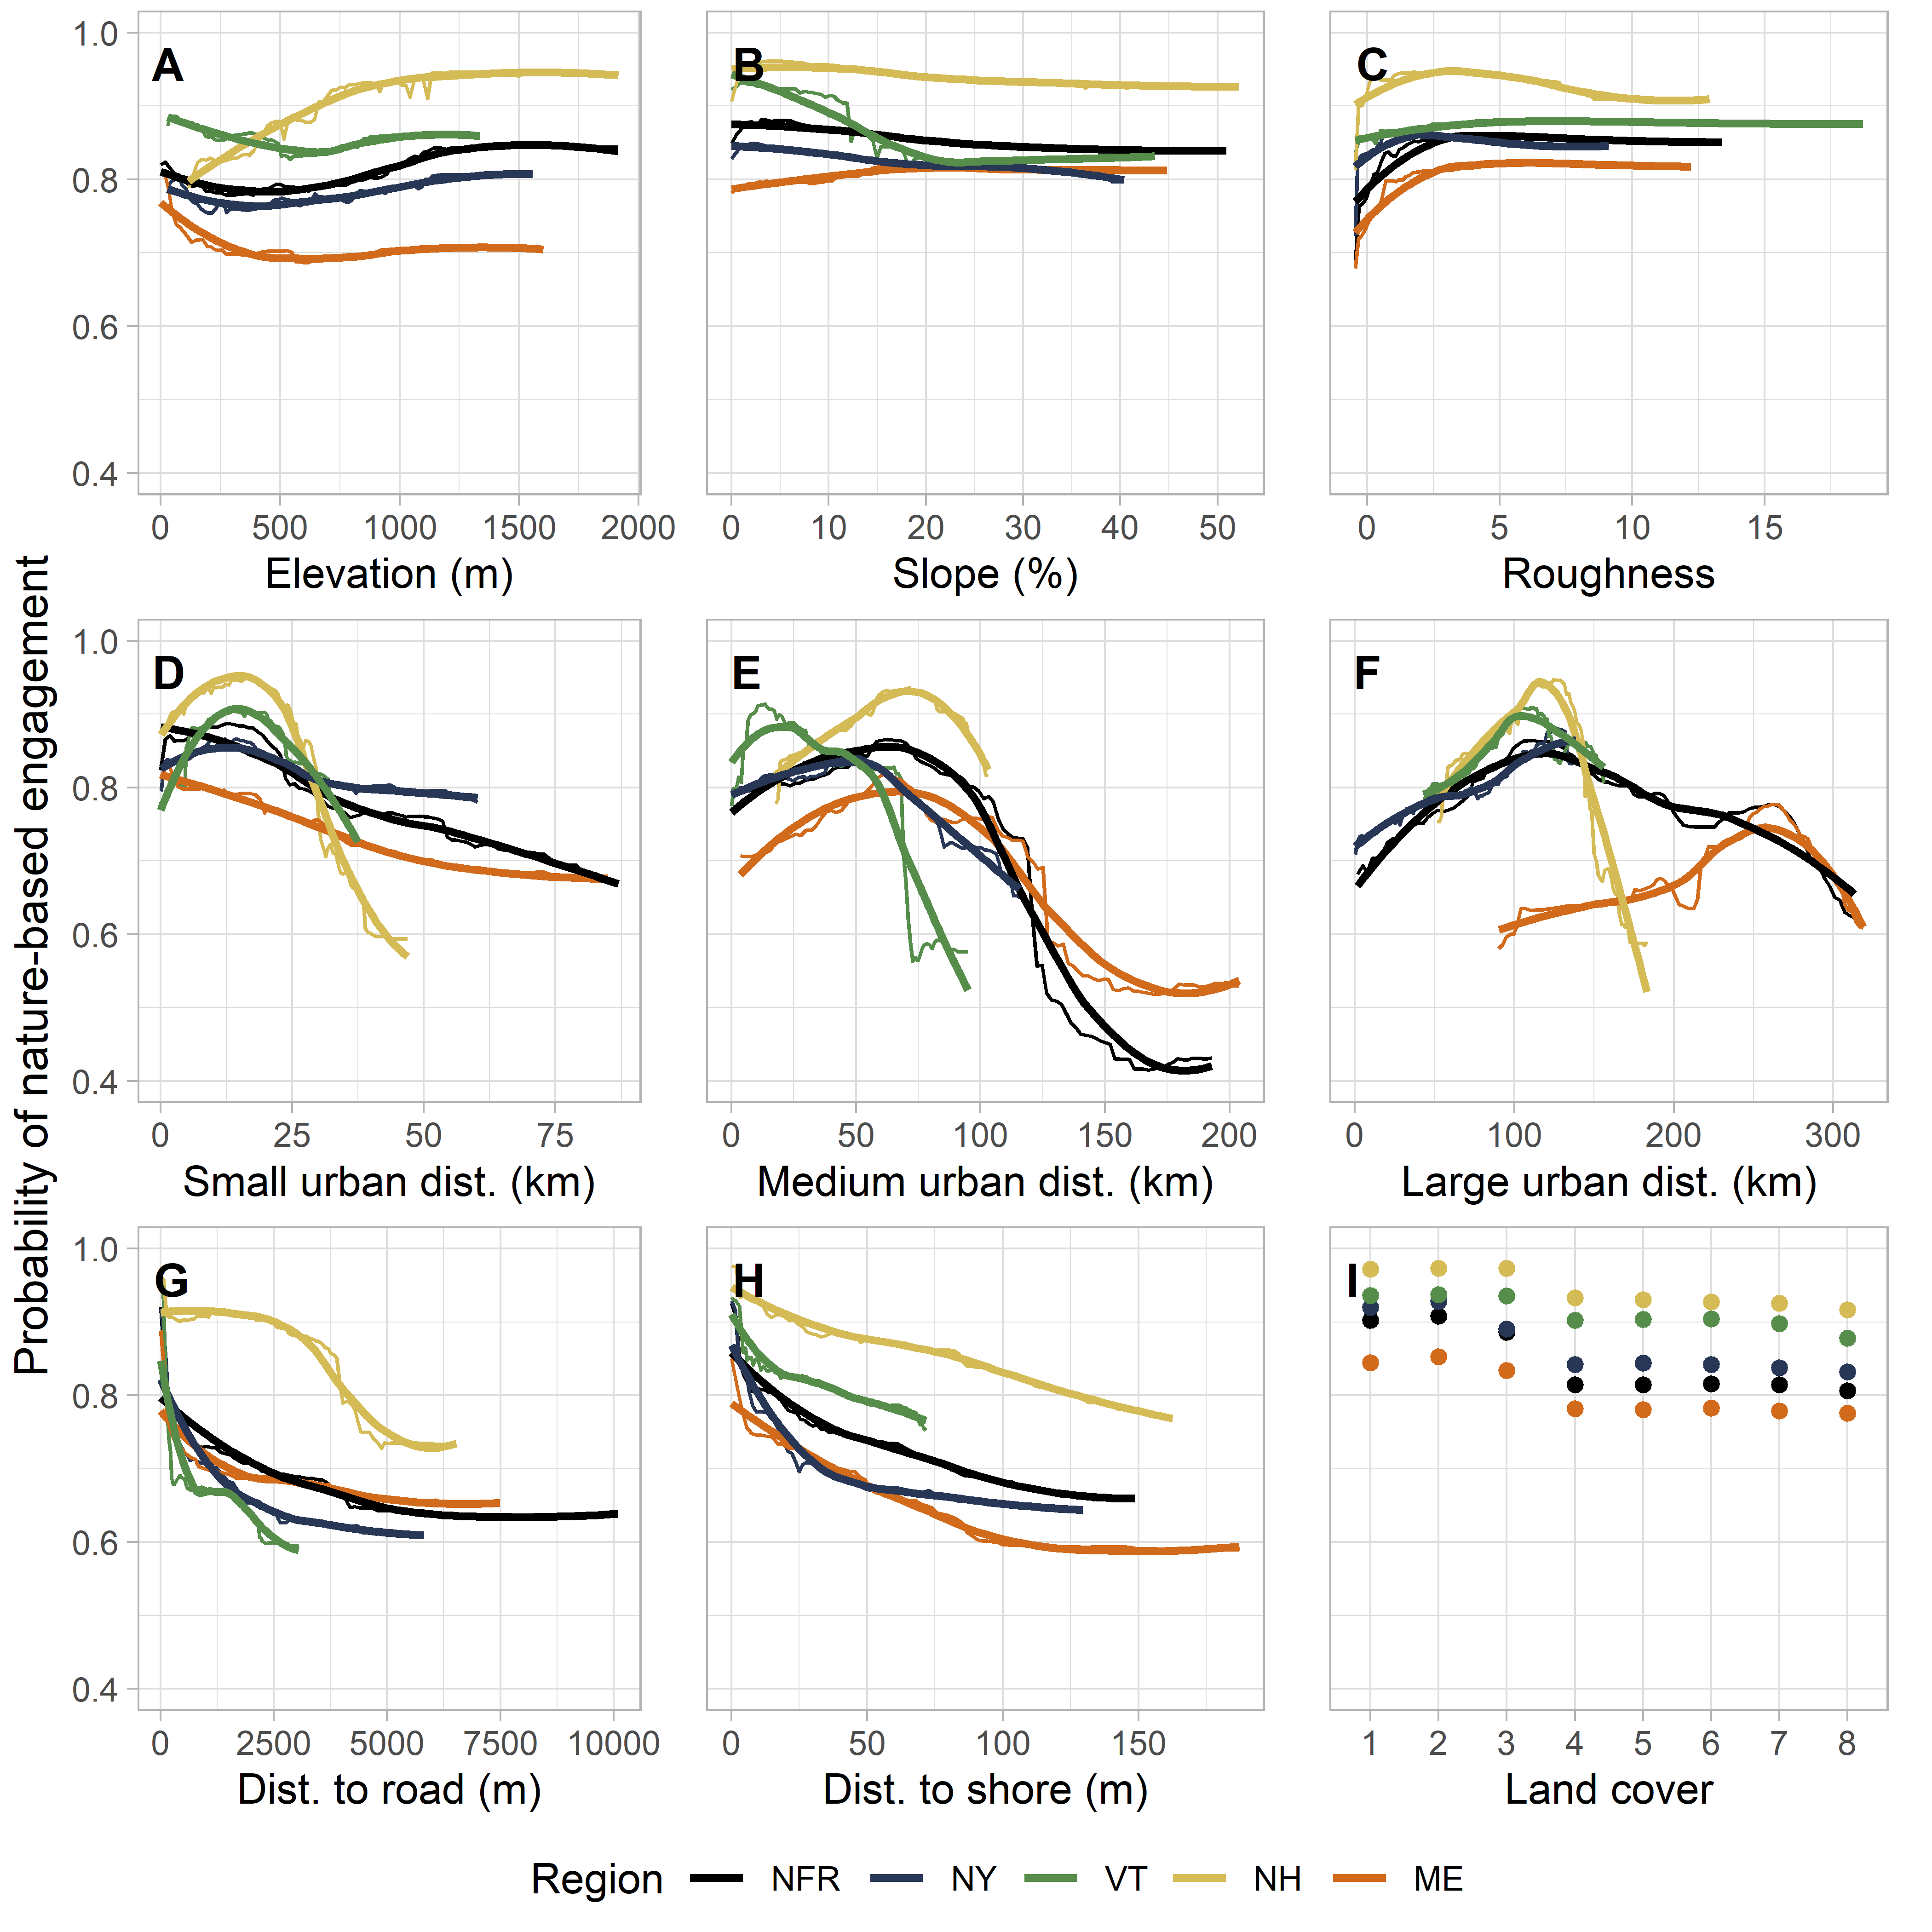 A
B
C
1.0
0.8
0.6
0.4
0 500 1000 1500 2000
0 10 20 30 40 50
0 5 10 15
Elevation (m)
Slope (%)
Roughness
Probability of nature-based engagement
D
E
F
1.0
0.8
0.6
0.4
0 25 50 75
0 50 100 150 200
0 100 200 300
Small urban dist. (km)
Medium urban dist. (km)
Large urban dist. (km)
G
H
I
1.0
0.8
0.6
0.4
0 2500 5000 7500 10000
0 50 100 150
1 2 3 4 5 6 7 8
Dist. to road (m)
Dist. to shore (m)
Land cover
Region NFR NY VT NH ME